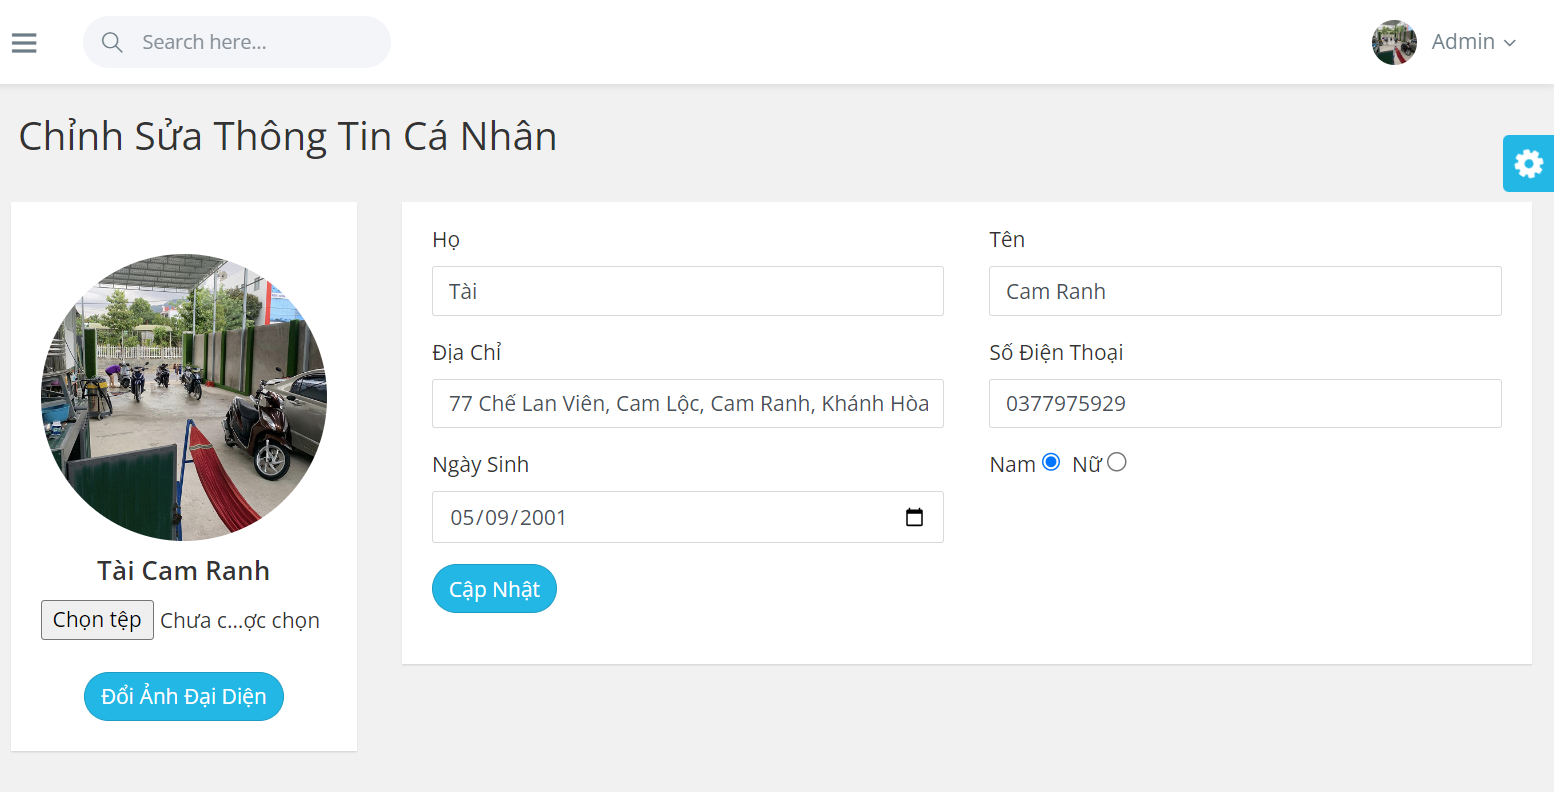 Search here...
Admin
Chỉnh Sửa Thông Tin Cá Nhân
Tài Cam Ranh
Chọn tệp Chưa c...ợc chọn
Đổi Ảnh Đại Diện
Họ
Tài
Tên
Cam Ranh
Địa Chỉ
77 Chế Lan Viên, Cam Lộc, Cam Ranh, Khánh Hòa
Số Điện Thoại
0377975929
Ngày Sinh
05/09/2001
Nam Nữ
Cập Nhật